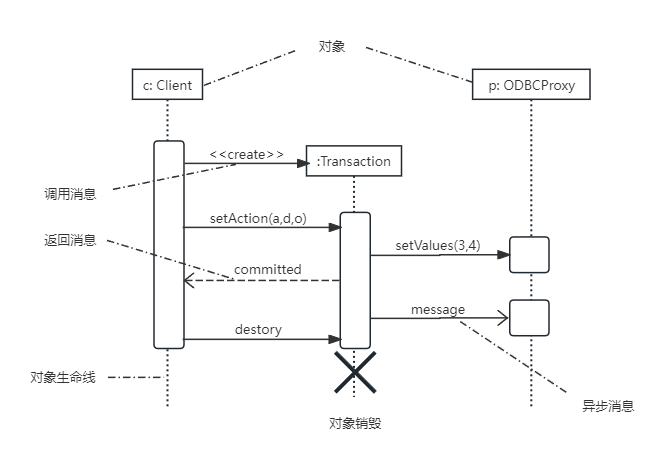 对象
c: Client
p: ODBCProxy
<<create>>
:Transaction
调用消息
setAction(a,d,o)
返回消息
setValues(3,4)
committed
message
destory
对象生命线
异步消息
对象销毁